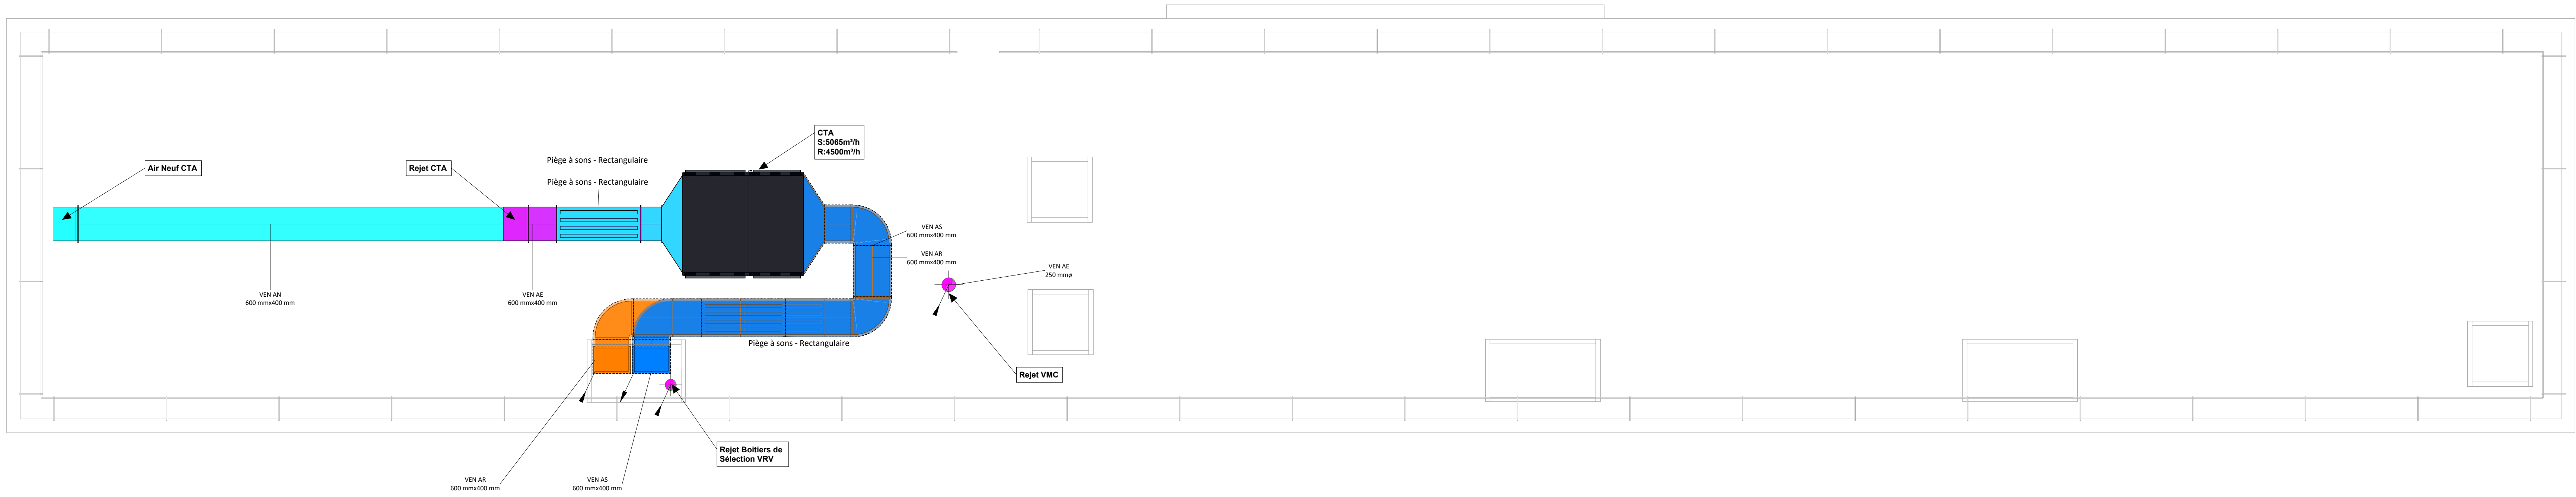 CTA
S:5065m³/h
R:4500m³/h
Air Neuf CTA
Rejet CTA
Piège à sons - Rectangulaire
Piège à sons - Rectangulaire
VEN AS
600 mmx400 mm
VEN AR
600 mmx400 mm
VEN AE
250 mmø
VEN AN
600 mmx400 mm
VEN AE
600 mmx400 mm
Piège à sons - Rectangulaire
Rejet VMC
Rejet Boitiers de
Sélection VRV
VEN AR
600 mmx400 mm
VEN AS
600 mmx400 mm